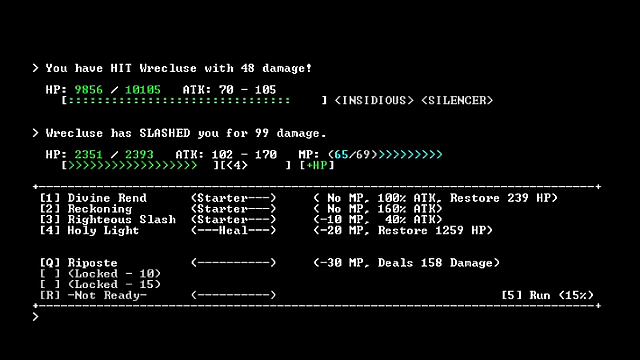 > You have HIT Wrecluse with 48 damage!
HP: 9856 / 10105   ATK: 70 - 105
[::::::::::::::::::::::::::::::    ] <INSIDIOUS> <SILENCER>
> Wrecluse has SLASHED you for 99 damage.
HP: 2351 / 2393   ATK: 102 - 170   MP: (65/69)>>>>>>>>>>
[>>>>>>>>>>>>>>>>>> ][<4>     ] [+HP]
[1] Divine Rend     <Starter--->     ( No MP, 100% ATK, Restore 239 HP)
[2] Reckoning       <Starter--->     ( No MP, 160% ATK)
[3] Righteous Slash <Starter--->     (-10 MP,  40% ATK)
[4] Holy Light      <---Heal--->     (-20 MP, Restore 1259 HP)
[Q] Riposte         <---------->     (-30 MP, Deals 158 Damage)
[ ] (Locked - 10)
[ ] (Locked - 15)
[R] -Not Ready-     <---------->     [5] Run (15%)
>